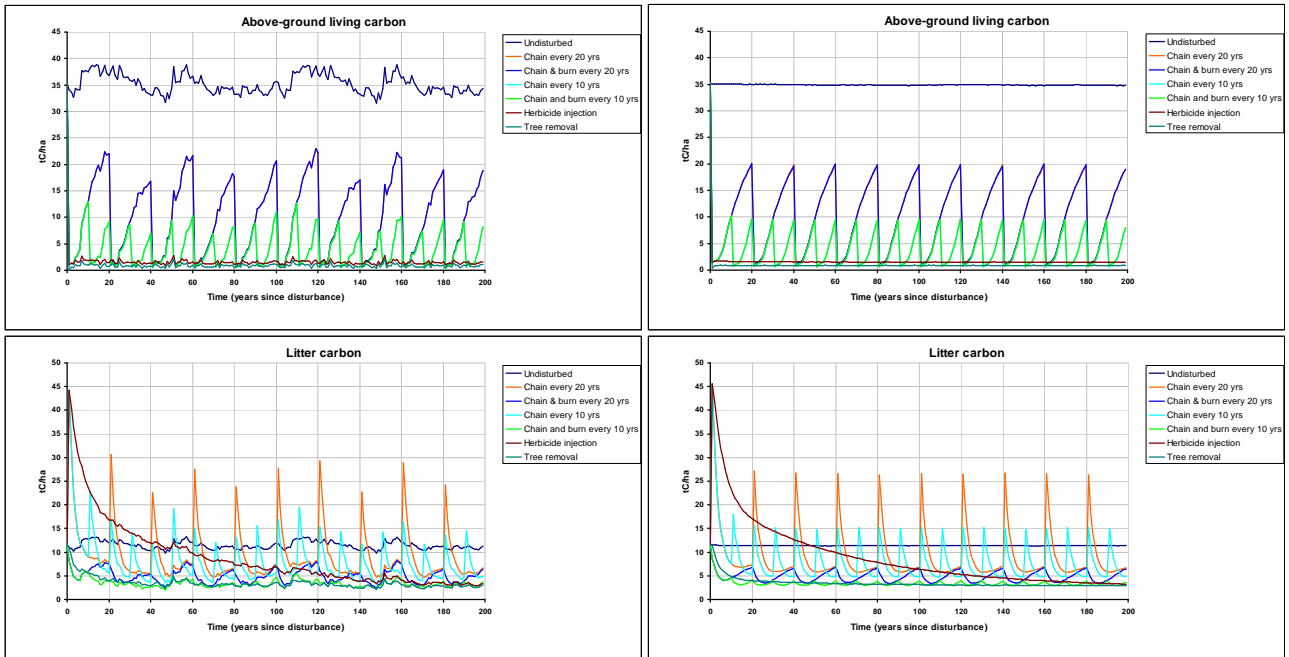 Above-ground living carbon
45
40
35
30
25
20
15
10
5
0
tC/ha
0 20 40 60 80 100 120 140 160 180 200
Time (years since disturbance)
Undisturbed
Chain every 20 yrs
Chain & burn every 20 yrs
Chain every 10 yrs
Chain and burn every 10 yrs
Herbicide injection
Tree removal
Above-ground living carbon
45
40
35
30
25
20
15
10
5
0
tC/ha
0 20 40 60 80 100 120 140 160 180 200
Time (years since disturbance)
Undisturbed
Chain every 20 yrs
Chain & burn every 20 yrs
Chain every 10 yrs
Chain and burn every 10 yrs
Herbicide injection
Tree removal
Litter carbon
50
45
40
35
30
25
20
15
10
5
0
tC/ha
0 20 40 60 80 100 120 140 160 180 200
Time (years since disturbance)
Undisturbed
Chain every 20 yrs
Chain & burn every 20 yrs
Chain every 10 yrs
Chain and burn every 10 yrs
Herbicide injection
Tree removal
Litter carbon
50
45
40
35
30
25
20
15
10
5
0
tC/ha
0 20 40 60 80 100 120 140 160 180 200
Time (years since disturbance)
Undisturbed
Chain every 20 yrs
Chain & burn every 20 yrs
Chain every 10 yrs
Chain and burn every 10 yrs
Herbicide injection
Tree removal